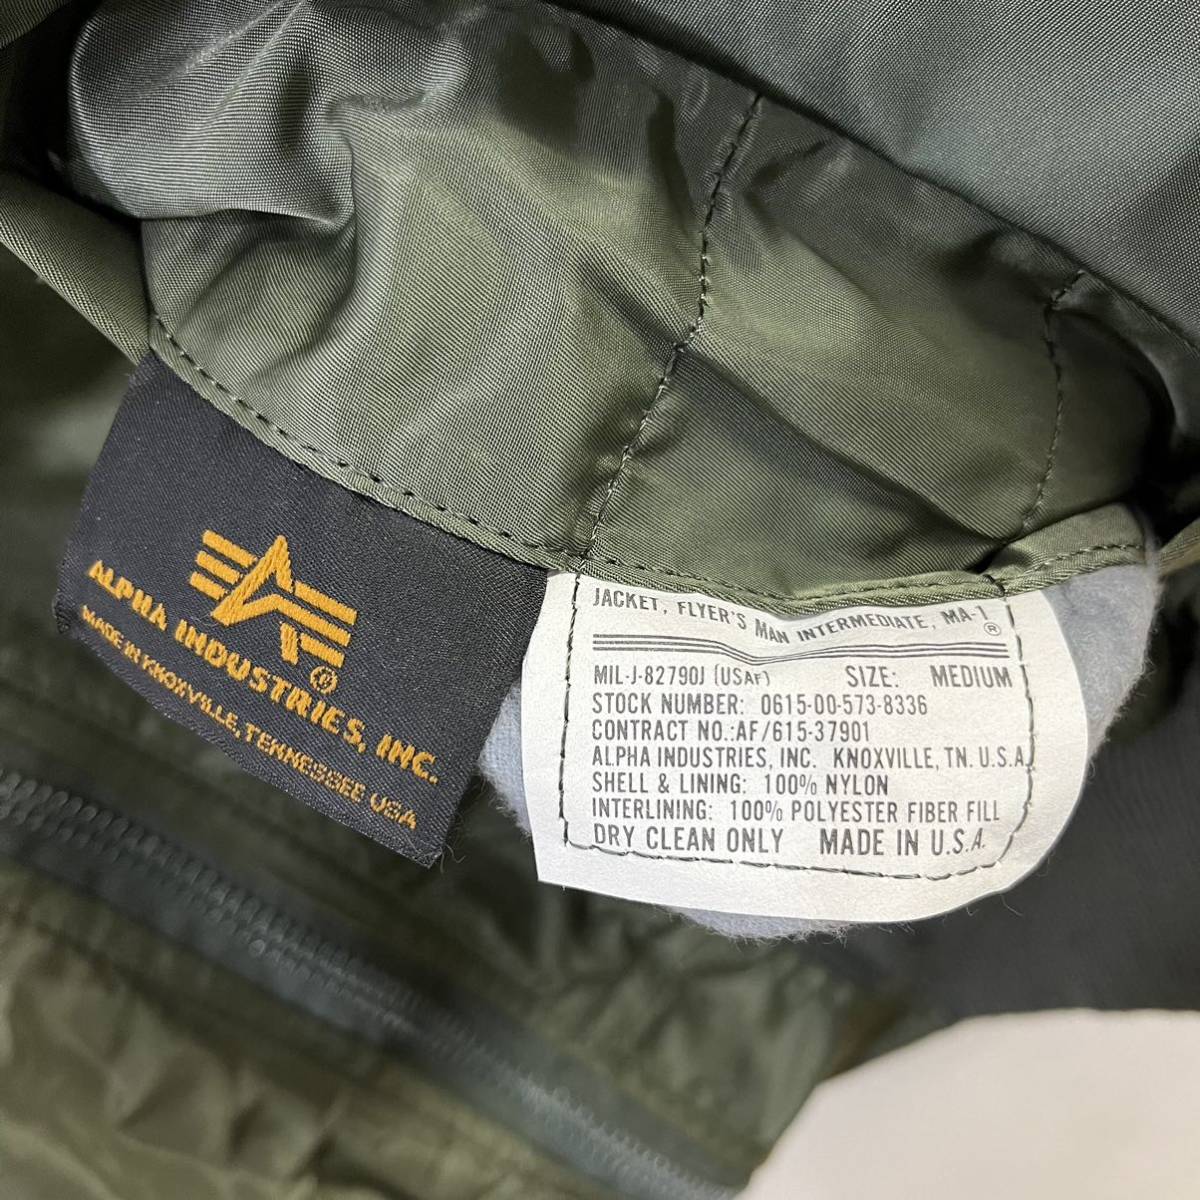 ALPHA INDUSTRIES, INC.
®
MADE IN KNOXVILLE, TENNESSEE USA
JACKET, FLYER'S MAN INTERMEDIATE, MA-1
®
MIL-J-82790J (USAF) SIZE: MEDIUM
STOCK NUMBER: 0615-00-573-8336
CONTRACT NO.:AF/615-37901
ALPHA INDUSTRIES, INC. KNOXVILLE, TN. U.S.A.
SHELL & LINING: 100% NYLON
INTERLINING: 100% POLYESTER FIBER FILL
DRY CLEAN ONLY MADE IN U.S.A.